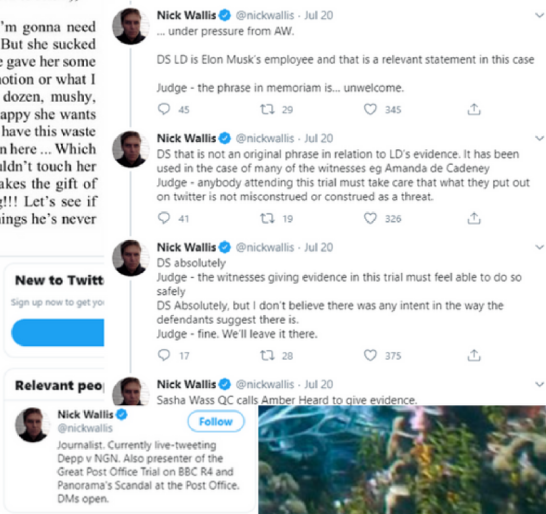 'm gonna need
But she sucked
e gave her some
notion or what I
dozen, mushy,
appy she wants
have this waste
n here ... Which
uldn't touch her
akes the gift of
g!!! Let's see if
ings he's never
Nick Wallis @nickwallis · Jul 20
... under pressure from AW.
DS LD is Elon Musk's employee and that is a relevant statement in this case
Judge - the phrase in memoriam is... unwelcome.
45 29 345
Nick Wallis @nickwallis · Jul 20
DS that is not an original phrase in relation to LD's evidence. It has been
used in the case of many of the witnesses eg Amanda de Cadeney
Judge - anybody attending this trial must take care that what they put out
on twitter is not misconstrued or construed as a threat.
41 19 326
Nick Wallis @nickwallis · Jul 20
DS absolutely
Judge - the witnesses giving evidence in this trial must feel able to do so
safely
DS Absolutely, but I don't believe there was any intent in the way the
defendants suggest there is.
Judge - fine. We'll leave it there.
17 28 375
Nick Wallis @nickwallis · Jul 20
Sasha Wass QC calls Amber Heard to give evidence.
New to Twitt
Sign up now to get yo
Relevant peo
Nick Wallis
@nickwallis
Follow
Journalist. Currently live-tweeting
Depp v NGN. Also presenter of the
Great Post Office Trial on BBC R4 and
Panorama's Scandal at the Post Office.
DMs open.